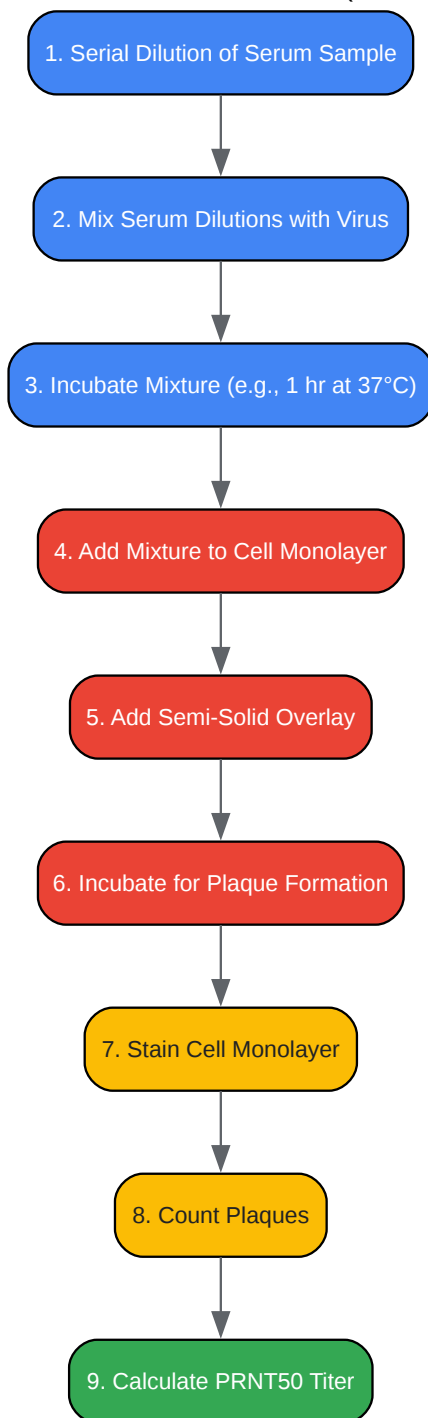 1. Serial Dilution of Serum Sample
2. Mix Serum Dilutions with Virus
3. Incubate Mixture (e.g., 1 hr at 37°C)
4. Add Mixture to Cell Monolayer
5. Add Semi-Solid Overlay
6. Incubate for Plaque Formation
7. Stain Cell Monolayer
8. Count Plaques
9. Calculate PRNT50 Titer